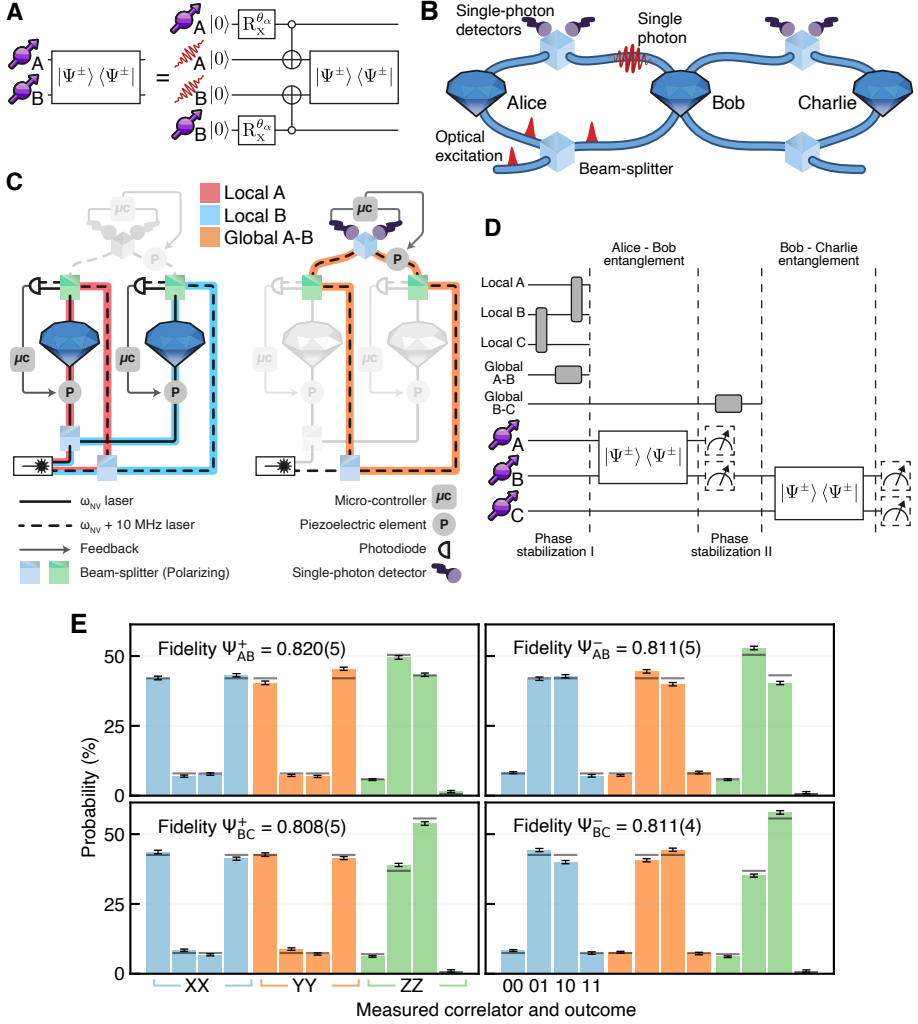 A
A
B
|Ψ±⟩⟨Ψ±|
=
A |0⟩ R_x^θα
A |0⟩
B |0⟩
B |0⟩ R_x^θα
|Ψ±⟩⟨Ψ±|
B
Single-photon
detectors
Single
photon
Alice
Bob
Charlie
Optical
excitation
Beam-splitter
C
Local A
Local B
Global A-B
μc
P
μc
P
μc
P
μc
P
μc
P
μc
P
ω_NV laser
ω_NV + 10 MHz laser
Feedback
Beam-splitter (Polarizing)
Micro-controller μc
Piezoelectric element P
Photodiode
Single-photon detector
D
Alice - Bob
entanglement
Bob - Charlie
entanglement
Local A
Local B
Local C
Global
A-B
Global
B-C
A
B
C
|Ψ±⟩⟨Ψ±|
|Ψ±⟩⟨Ψ±|
Phase
stabilization I
Phase
stabilization II
E
Fidelity Ψ⁺_AB = 0.820(5)
Fidelity Ψ⁻_AB = 0.811(5)
50
25
0
Fidelity Ψ⁺_BC = 0.808(5)
Fidelity Ψ⁻_BC = 0.811(4)
50
25
0
Probability (%)
XX YY ZZ
00 01 10 11
Measured correlator and outcome